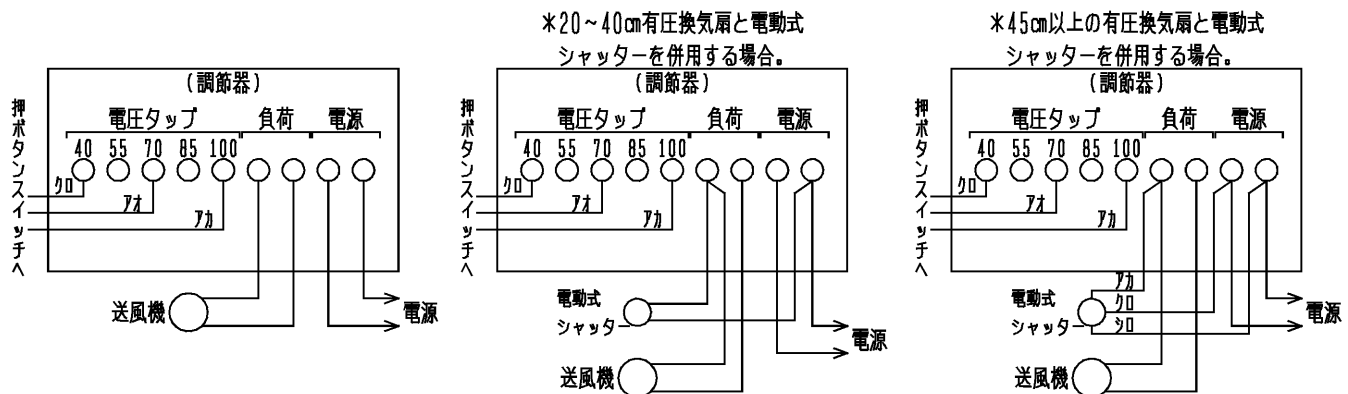 (調節器)
電圧タップ 負荷 電源
40 55 70 85 100
押ボタンスイッチへ
クロ
アオ
アカ
送風機
電源
*20~40cm有圧換気扇と電動式
シャッターを併用する場合。
(調節器)
電圧タップ 負荷 電源
40 55 70 85 100
押ボタンスイッチへ
クロ
アオ
アカ
電動式
シャッター
送風機
電源
*45cm以上の有圧換気扇と電動式
シャッターを併用する場合。
(調節器)
電圧タップ 負荷 電源
40 55 70 85 100
押ボタンスイッチへ
クロ
アオ
アカ
電動式
シャッター
アカ
クロ
シロ
送風機
電源